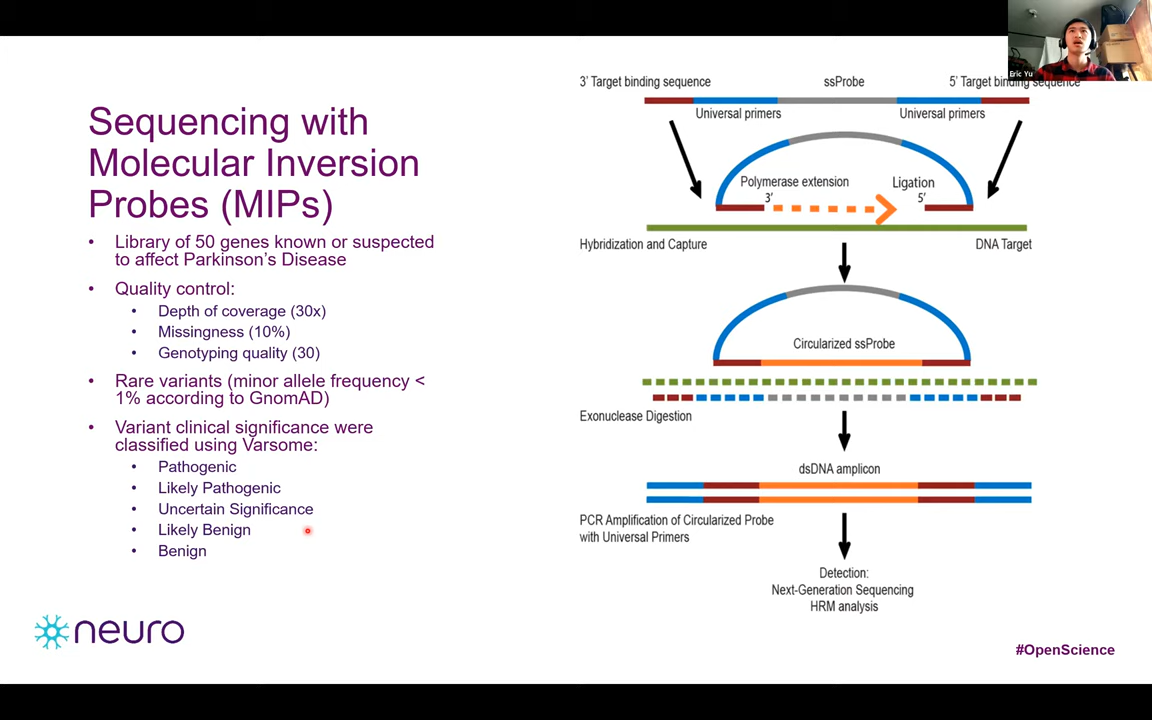 Sequencing with
Molecular Inversion
Probes (MIPs)
• Library of 50 genes known or suspected
to affect Parkinson's Disease
• Quality control:
• Depth of coverage (30x)
• Missingness (10%)
• Genotyping quality (30)
• Rare variants (minor allele frequency <
1% according to GnomAD)
• Variant clinical significance were
classified using Varsome:
• Pathogenic
• Likely Pathogenic
• Uncertain Significance
• Likely Benign
• Benign
neuro
Eric Yu
3' Target binding sequence
ssProbe
5' Target binding sequence
Universal primers
Universal primers
Polymerase extension
3'
Ligation
5'
Hybridization and Capture
DNA Target
Circularized ssProbe
Exonuclease Digestion
dsDNA amplicon
PCR Amplification of Circularized Probe
with Universal Primers
Detection:
Next-Generation Sequencing
HRM analysis
#OpenScience